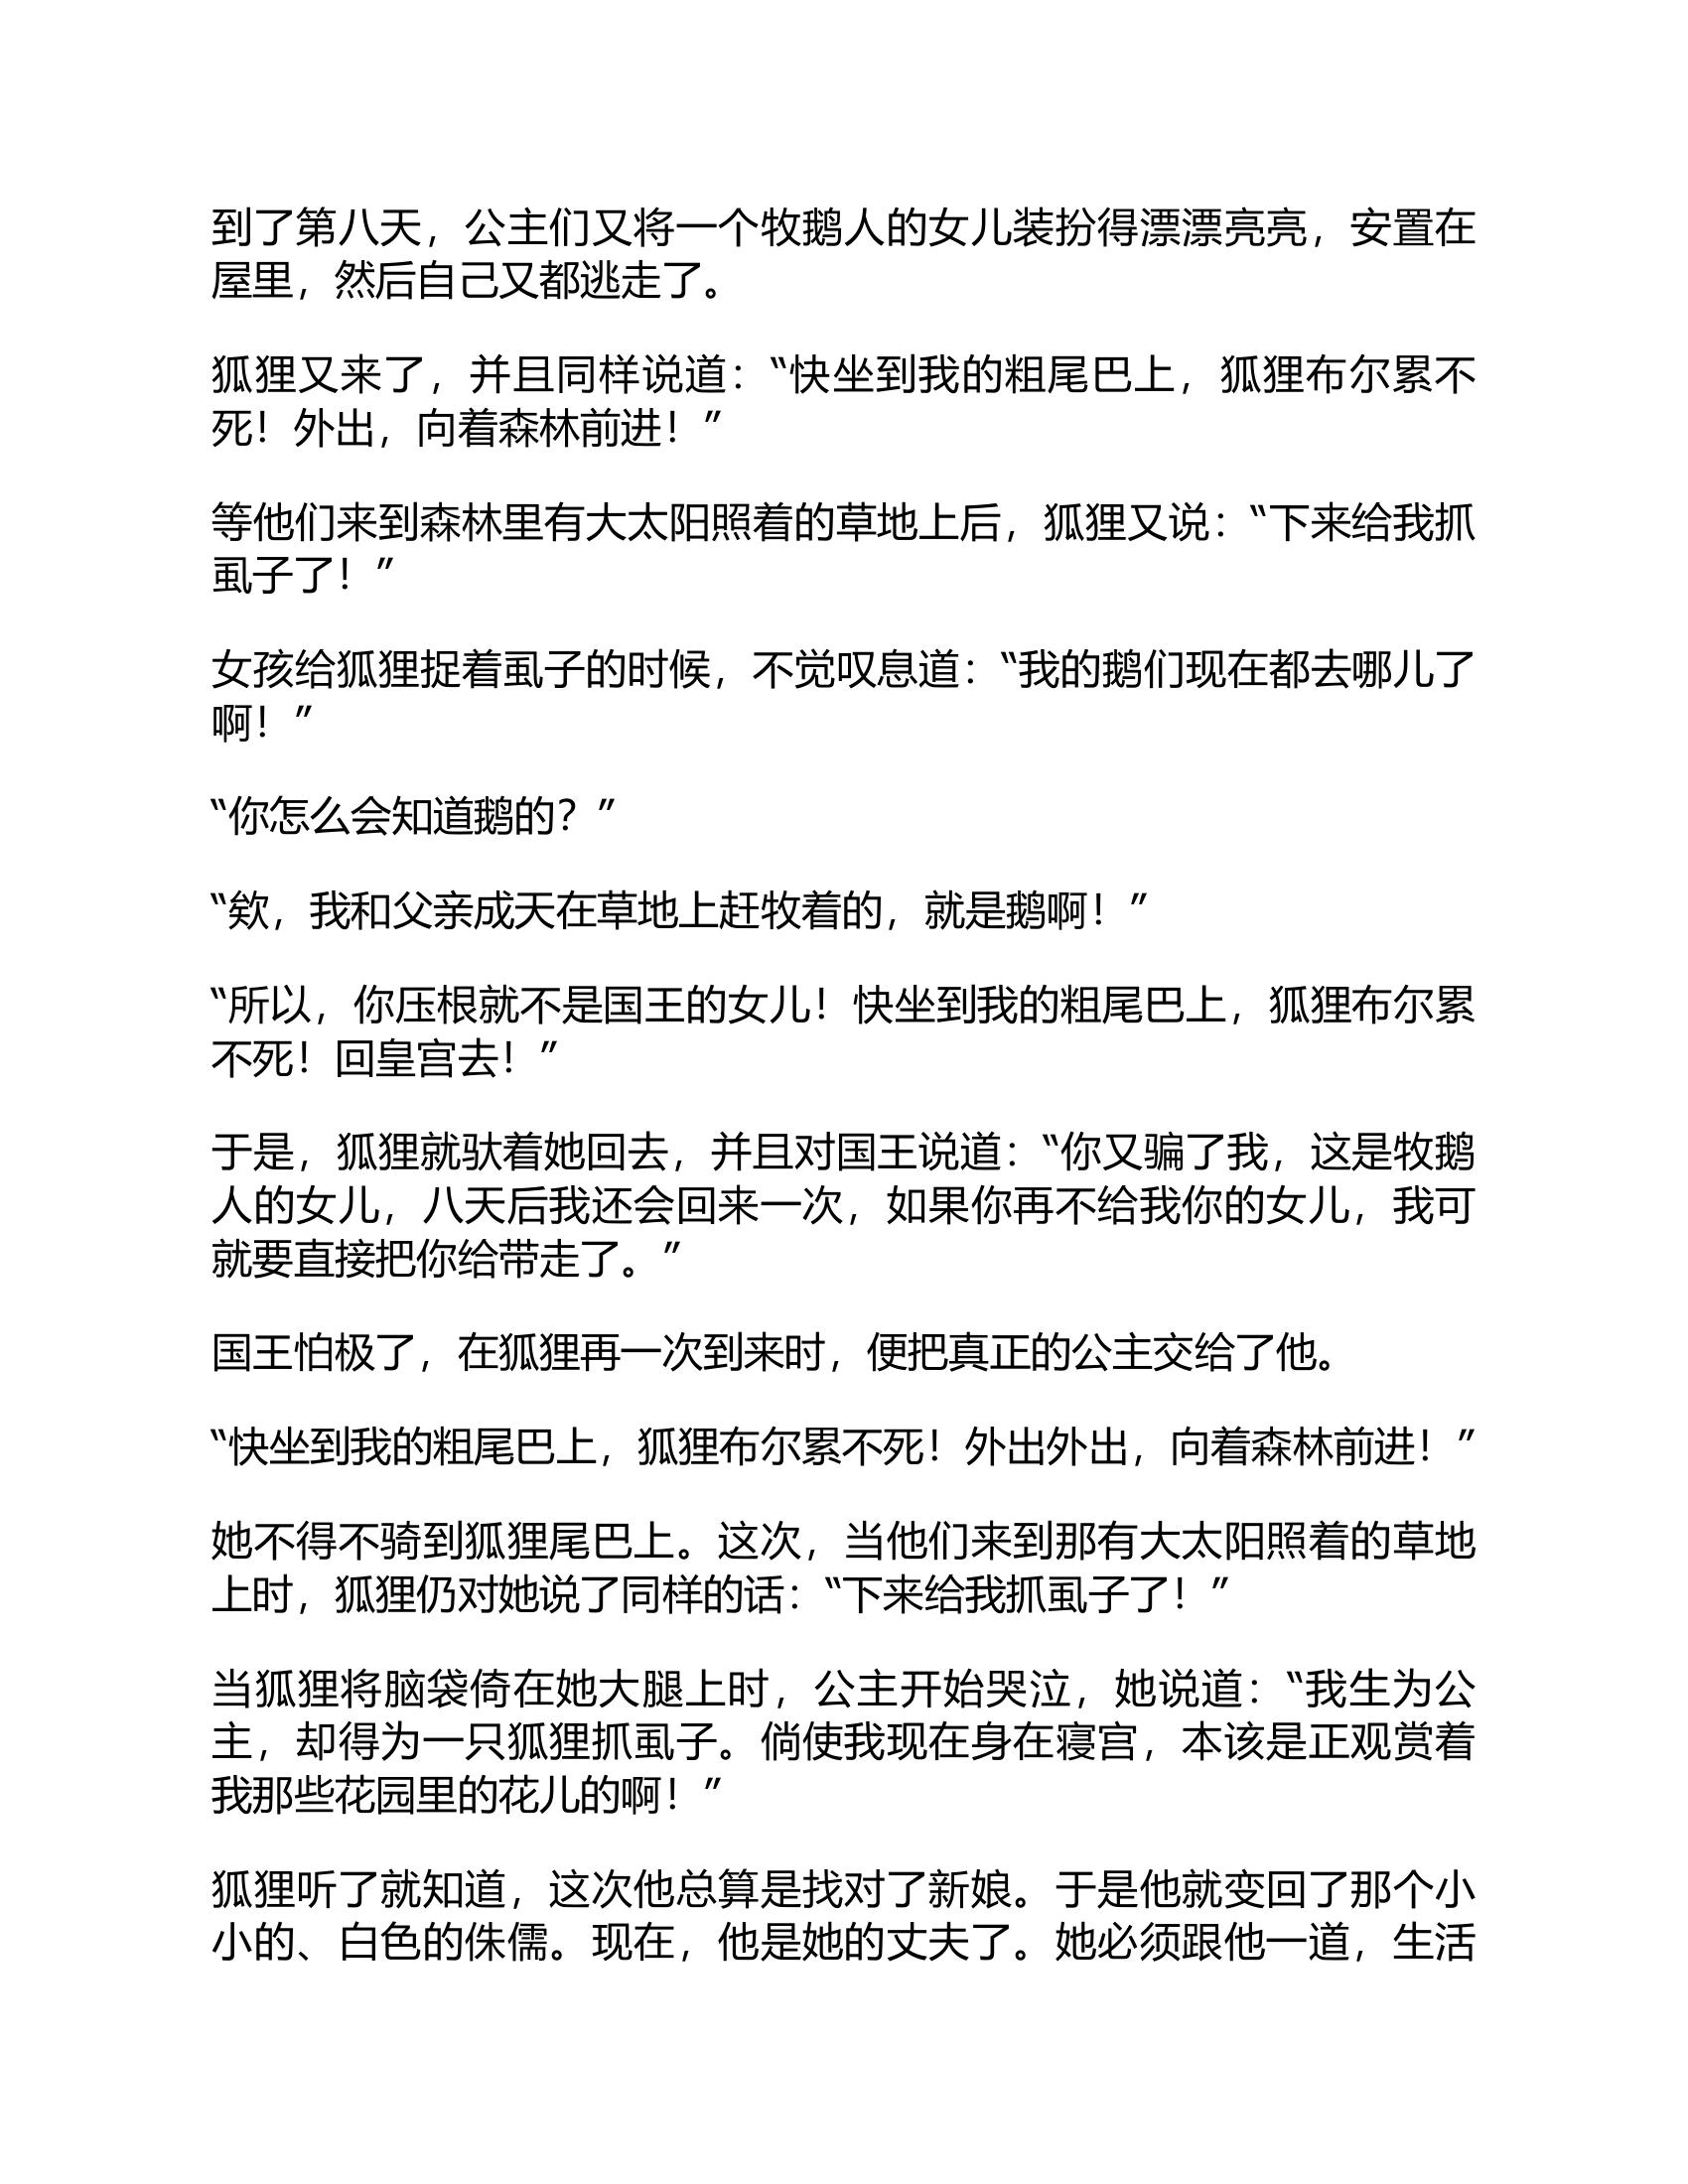 到了第八天，公主们又将一个牧鹅人的女儿装扮得漂漂亮亮，安置在
屋里，然后自己又都逃走了。
狐狸又来了，并且同样说道：“快坐到我的粗尾巴上，狐狸布尔累不
死！外出，向着森林前进！”
等他们来到森林里有大太阳照着的草地上后，狐狸又说：“下来给我抓
虱子了！”
女孩给狐狸捉着虱子的时候，不觉叹息道：“我的鹅们现在都去哪儿了
啊！”
“你怎么会知道鹅的？”
“欸，我和父亲成天在草地上赶牧着的，就是鹅啊！”
“所以，你压根就不是国王的女儿！快坐到我的粗尾巴上，狐狸布尔累
不死！回皇宫去！”
于是，狐狸就驮着她回去，并且对国王说道：“你又骗了我，这是牧鹅
人的女儿，八天后我还会回来一次，如果你再不给我你的女儿，我可
就要直接把你给带走了。”
国王怕极了，在狐狸再一次到来时，便把真正的公主交给了他。
“快坐到我的粗尾巴上，狐狸布尔累不死！外出外出，向着森林前进！”
她不得不骑到狐狸尾巴上。这次，当他们来到那有大太阳照着的草地
上时，狐狸仍对她说了同样的话：“下来给我抓虱子了！”
当狐狸将脑袋倚在她大腿上时，公主开始哭泣，她说道：“我生为公
主，却得为一只狐狸抓虱子。倘使我现在身在寝宫，本该是正观赏着
我那些花园里的花儿的啊！”
狐狸听了就知道，这次他总算是找对了新娘。于是他就变回了那个小
小的、白色的侏儒。现在，他是她的丈夫了。她必须跟他一道，生活